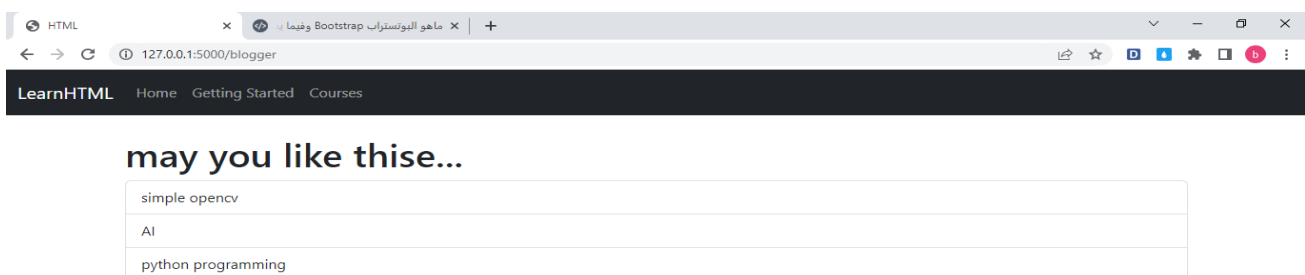 HTML
ماهو البوتستراب Bootstrap وفيما ي
127.0.0.1:5000/blogger
D
b
LearnHTML Home Getting Started Courses
may you like thise...
simple opencv
AI
python programming